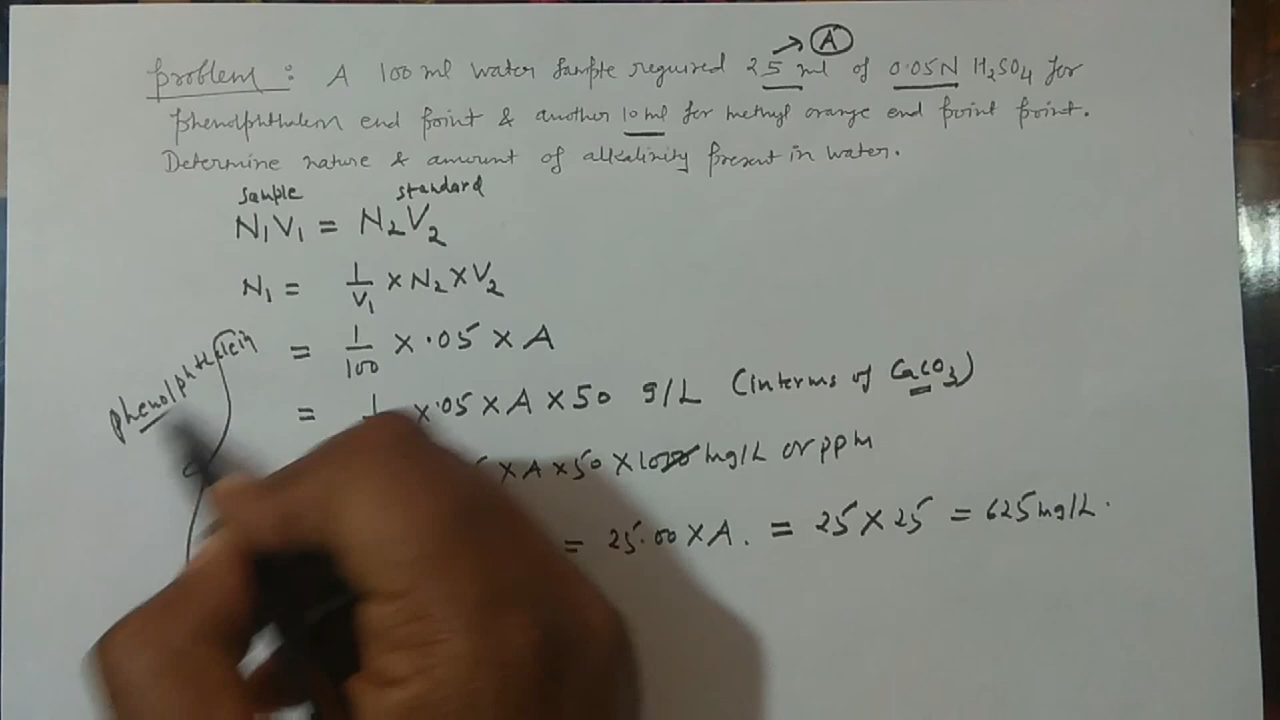 A
problem : A 100 ml water sample required 25 ml of 0.05N H2SO4 for
phenolphthalein end point & another 10 ml for methyl orange end point point.
Determine nature & amount of alkalinity present in water.
sample standard
N1V1 = N2V2
N1 = 1/V1 × N2 × V2
= 1/100 × .05 × A
phenolphthalein
= × .05 × A × 50 g/L (interms of CaCO3)
× A × 50 × 1000 mg/L or ppm
= 25.00 × A. = 25 × 25 = 625 mg/L.